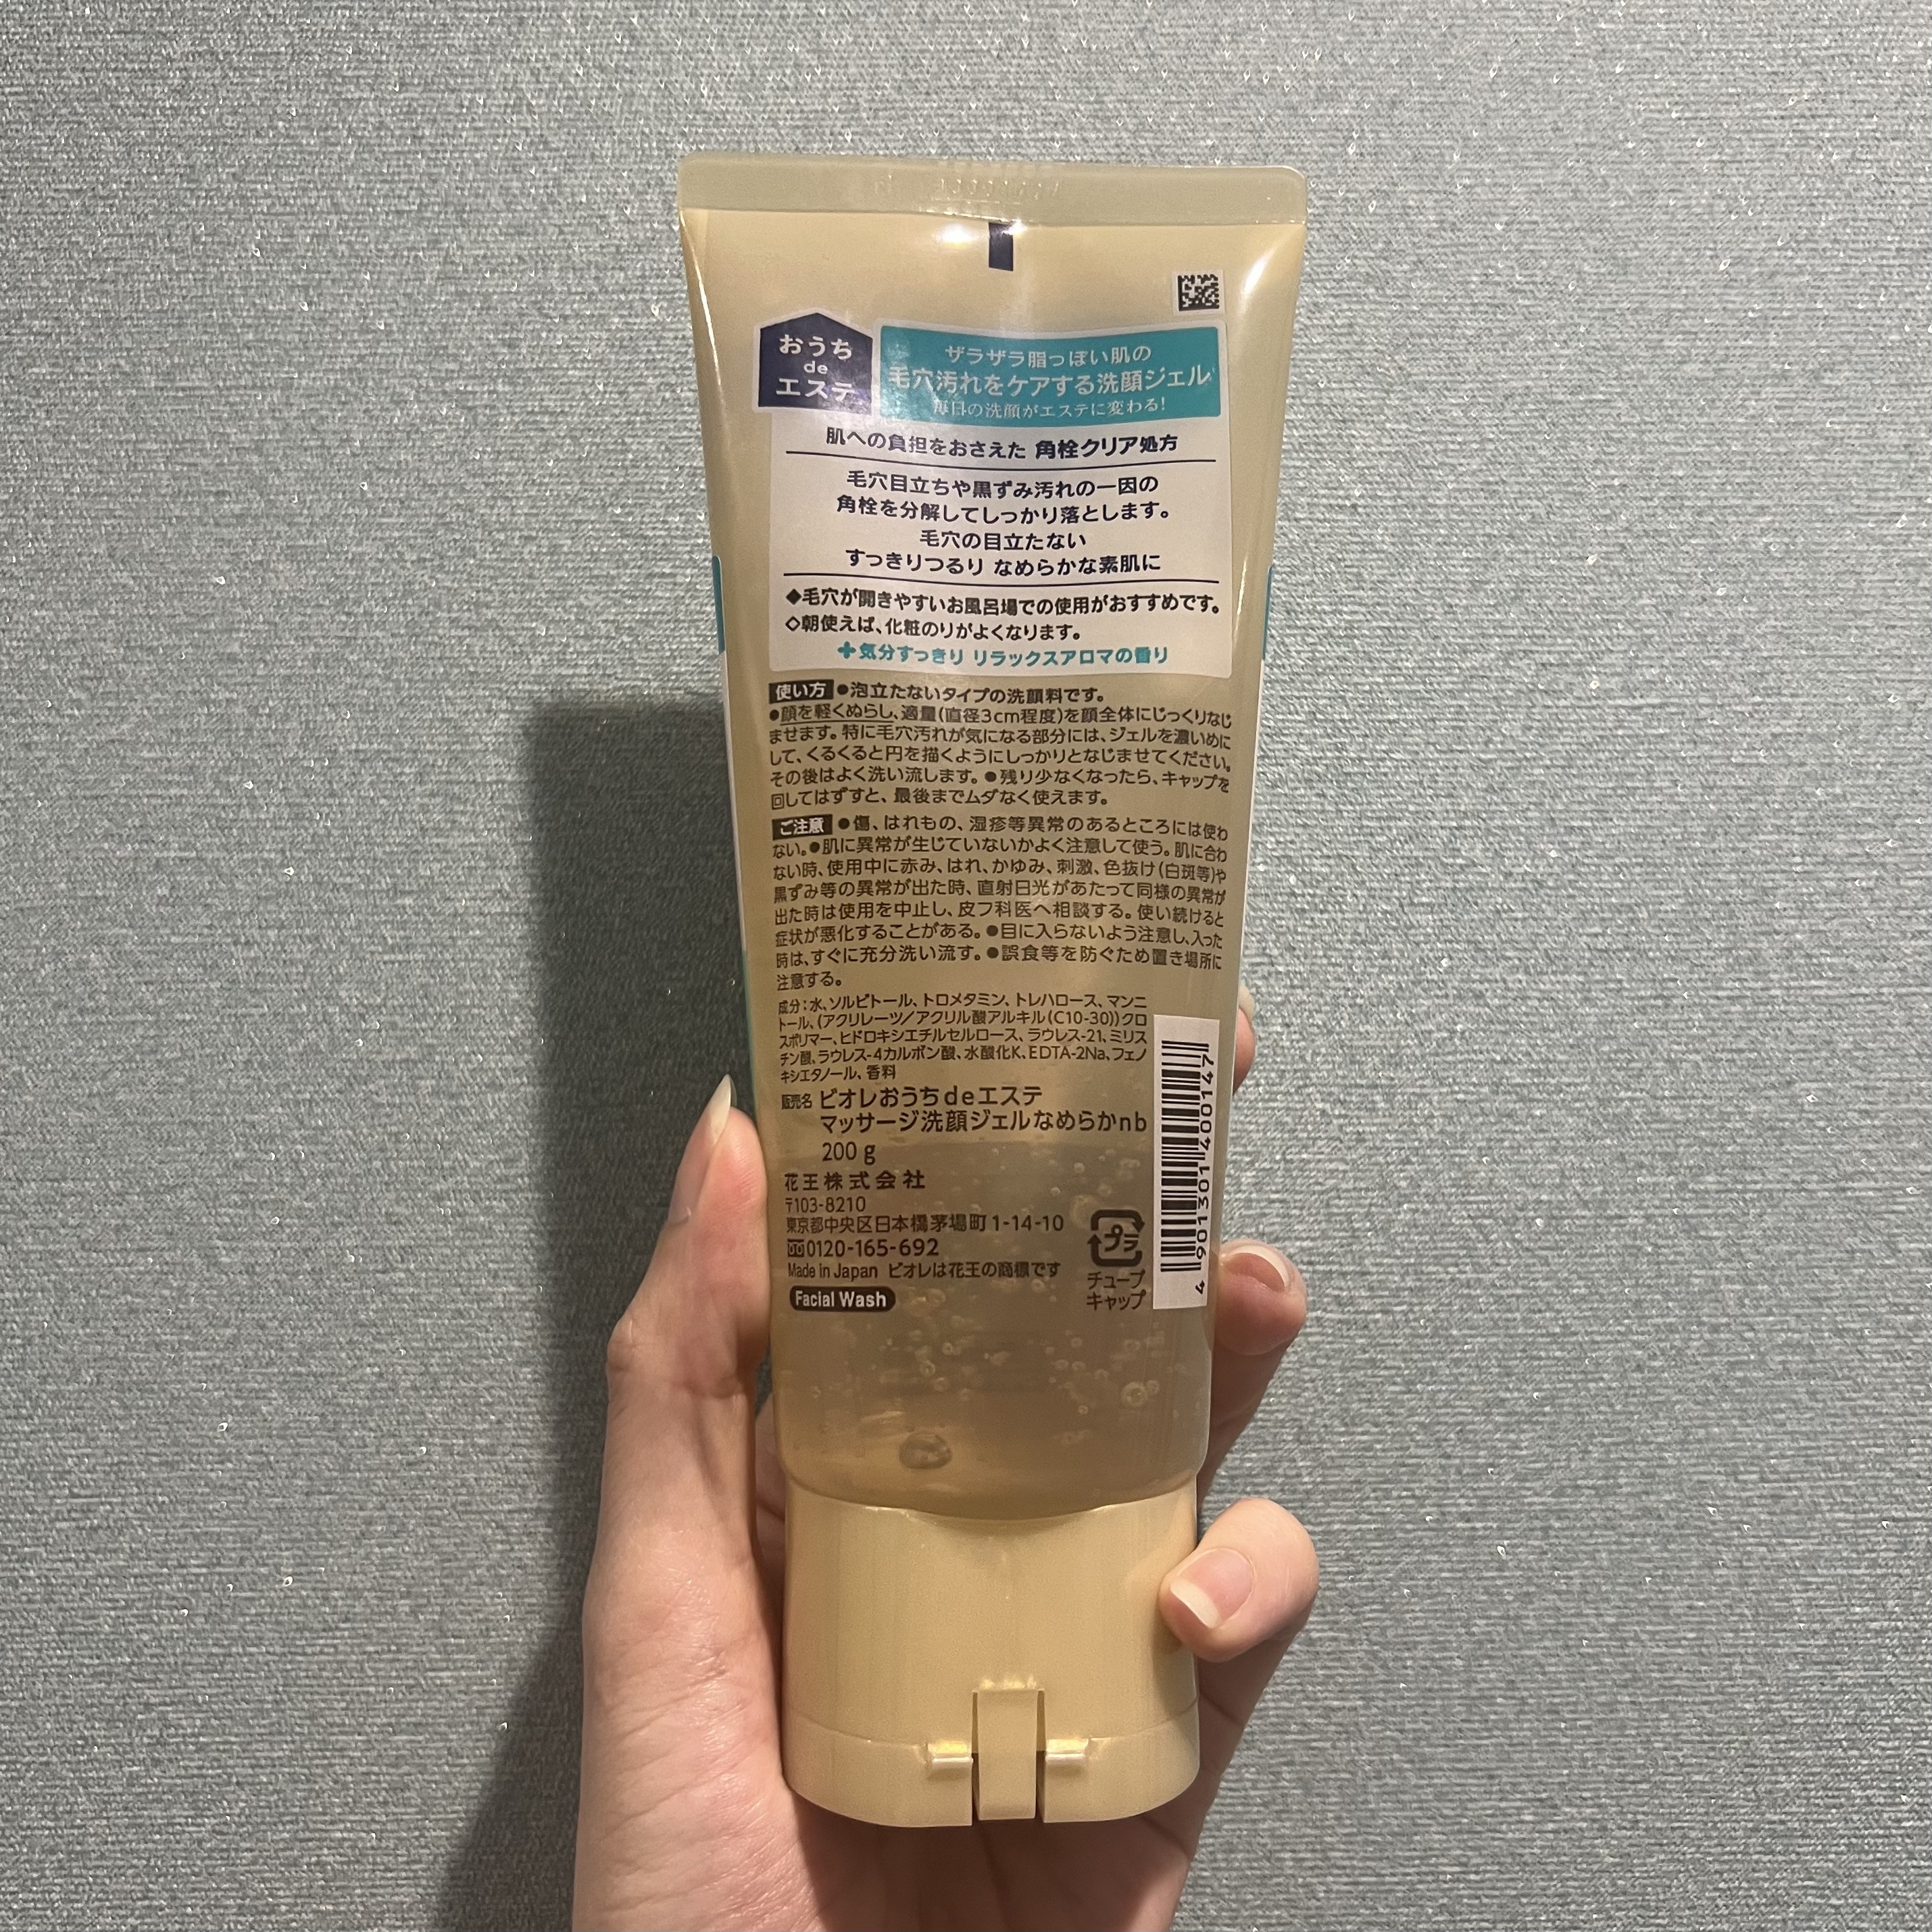 おうち
de
エステ
ザラザラ脂っぽい肌の
毛穴汚れをケアする洗顔ジェル
毎日の洗顔がエステに変わる!
肌への負担をおさえた 角栓クリア処方
毛穴目立ちや黒ずみ汚れの一因の
角栓を分解してしっかり落とします。
毛穴の目立たない
すっきりつるり なめらかな素肌に
◆毛穴が開きやすいお風呂場での使用がおすすめです。
◇朝使えば、化粧のりがよくなります。
✚気分すっきり リラックスアロマの香り
使い方 ●泡立たないタイプの洗顔料です。
●顔を軽くぬらし、適量(直径3cm程度)を顔全体にじっくりなじ
ませます。特に毛穴汚れが気になる部分には、ジェルを濃いめに
して、くるくると円を描くようにしっかりとなじませてください。
その後はよく洗い流します。●残り少なくなったら、キャップを
回してはずすと、最後までムダなく使えます。
ご注意 ●傷、はれもの、湿疹等異常のあるところには使わ
ない。●肌に異常が生じていないかよく注意して使う。肌に合わ
ない時、使用中に赤み、はれ、かゆみ、刺激、色抜け(白斑等)や
黒ずみ等の異常が出た時、直射日光があたって同様の異常が
出た時は使用を中止し、皮フ科医へ相談する。使い続けると
症状が悪化することがある。●目に入らないよう注意し、入った
時は、すぐに充分洗い流す。●誤食等を防ぐため置き場所に
注意する。
成分：水、ソルビトール、トロメタミン、トレハロース、マンニ
トール、(アクリレーツ/アクリル酸アルキル(C10-30))クロ
スポリマー、ヒドロキシエチルセルロース、ラウレス-21、ミリス
チン酸、ラウレス-4カルボン酸、水酸化K、EDTA-2Na、フェノ
キシエタノール、香料
販売名 ビオレおうちdeエステ
マッサージ洗顔ジェルなめらかnb
200 g
花王株式会社
〒103-8210
東京都中央区日本橋茅場町1-14-10
0120-165-692
Made in Japan ビオレは花王の商標です
Facial Wash
プラ
チューブ
キャップ
4 901301 400147